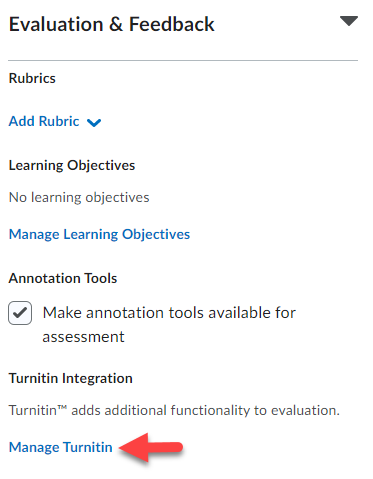 Evaluation & Feedback
Rubrics
Add Rubric
Learning Objectives
No learning objectives
Manage Learning Objectives
Annotation Tools
Make annotation tools available for
assessment
Turnitin Integration
Turnitin™ adds additional functionality to evaluation.
Manage Turnitin